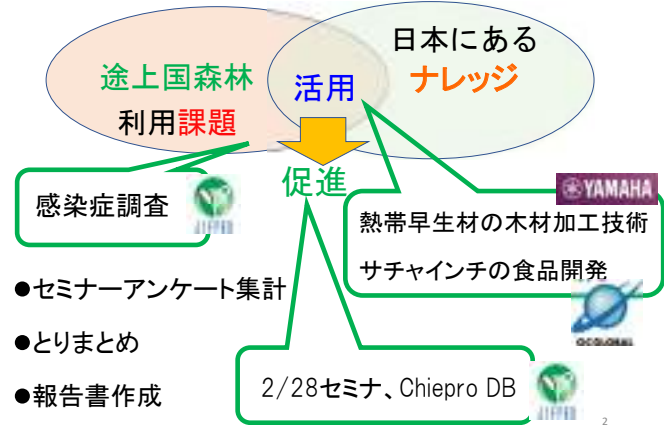 途上国森林
利用課題
活用
日本にある
ナレッジ
促進
感染症調査
JIFPRO
YAMAHA
熱帯早生材の木材加工技術
サチャインチの食品開発
●セミナーアンケート集計
●とりまとめ
●報告書作成
2/28セミナ、Chiepro DB
JIFPRO
2